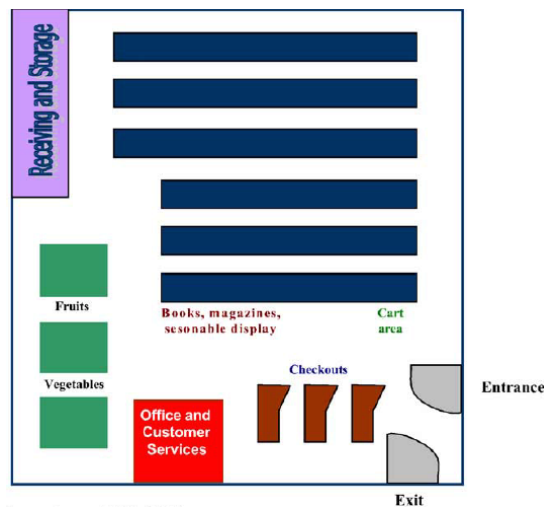 Receiving and Storage
Fruits
Books, magazines,
sesonable display
Cart
area
Vegetables
Checkouts
Entrance
Office and
Customer
Services
Exit